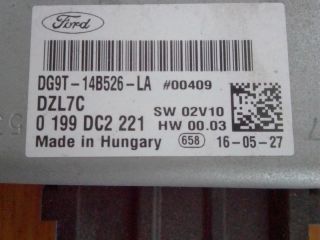 Ford
DG9T-14B526-LA #00409
DZL7C SW 02V10
0 199 DC2 221 HW 00.03
Made in Hungary 658 16-05-27